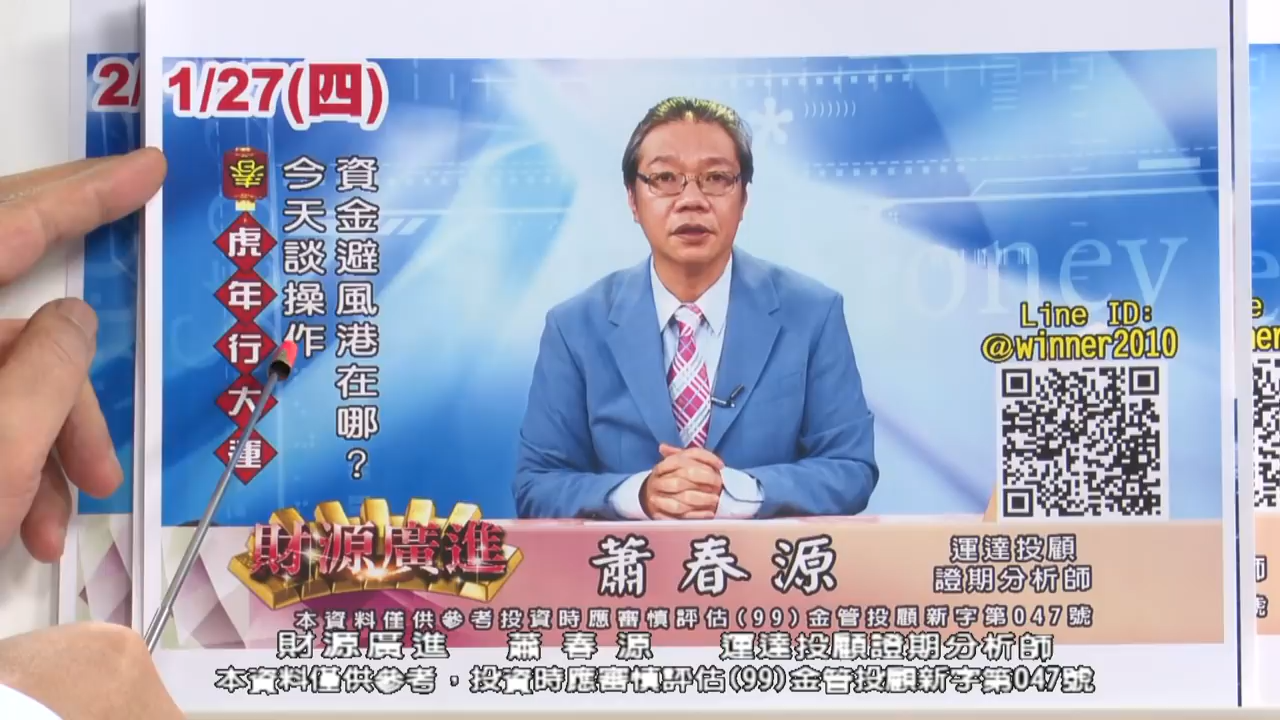 2/
1/27(四)
資金避風港在哪？
今天談操作
春
虎年行大運
money
Line ID:
@winner2010
財源廣進
蕭春源
運達投顧
證期分析師
本資料僅供參考投資時應審慎評估(99)金管投顧新字第047號
財源廣進 蕭春源 運達投顧證期分析師
本資料僅供參考，投資時應審慎評估(99)金管投顧新字第047號